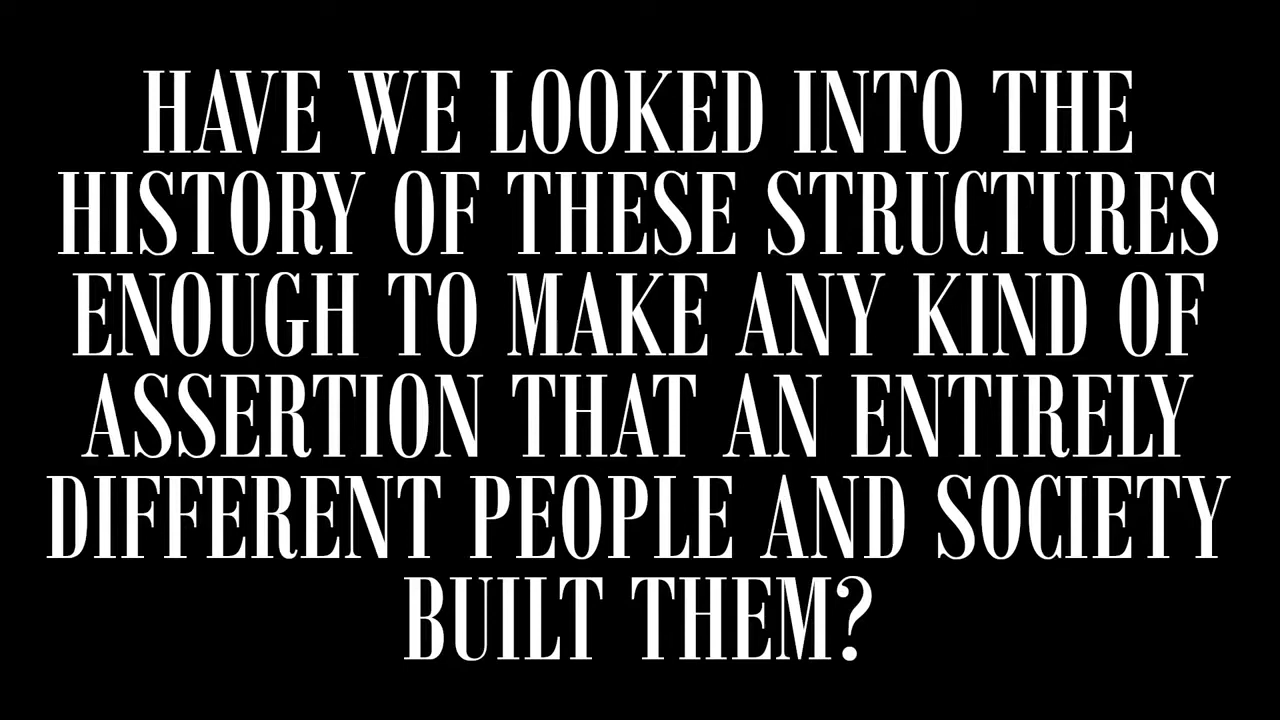 HAVE WE LOOKED INTO THE
HISTORY OF THESE STRUCTURES
ENOUGH TO MAKE ANY KIND OF
ASSERTION THAT AN ENTIRELY
DIFFERENT PEOPLE AND SOCIETY
BUILT THEM?